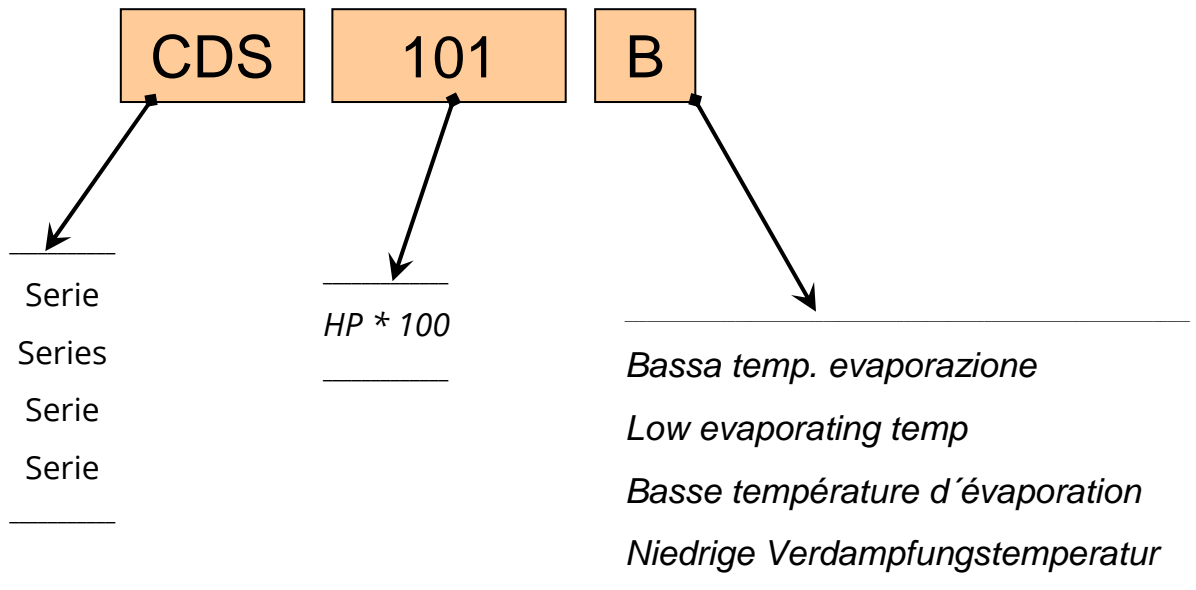 CDS 101 B
Serie
Series
Serie
Serie
HP * 100
Bassa temp. evaporazione
Low evaporating temp
Basse température d´évaporation
Niedrige Verdampfungstemperatur